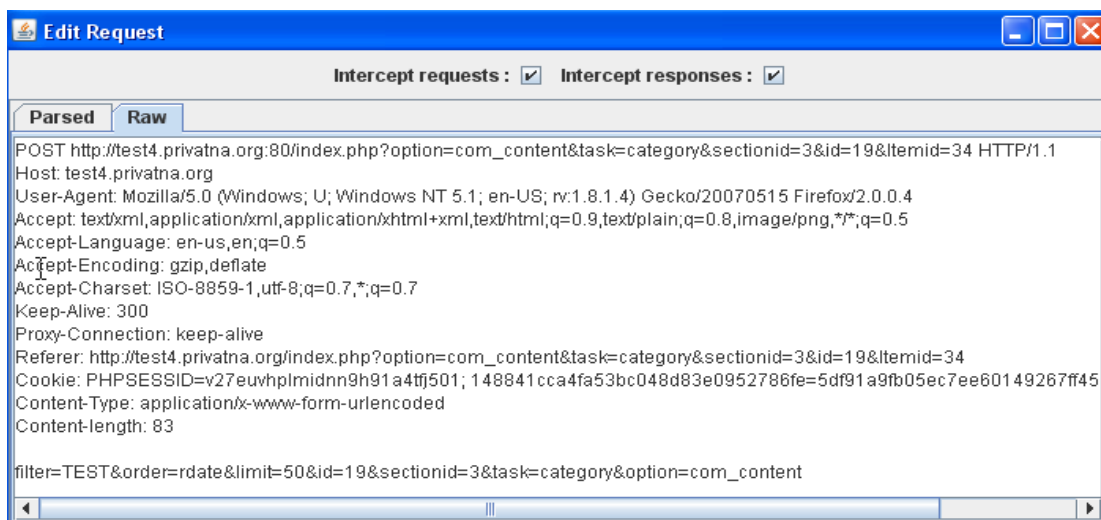 Edit Request
Intercept requests : Intercept responses :
Parsed Raw
POST http://test4.privatna.org:80/index.php?option=com_content&task=category&sectionid=3&id=19&Itemid=34 HTTP/1.1
Host: test4.privatna.org
User-Agent: Mozilla/5.0 (Windows; U; Windows NT 5.1; en-US; rv:1.8.1.4) Gecko/20070515 Firefox/2.0.0.4
Accept: text/xml,application/xml,application/xhtml+xml,text/html;q=0.9,text/plain;q=0.8,image/png,*/*;q=0.5
Accept-Language: en-us,en;q=0.5
Accept-Encoding: gzip,deflate
Accept-Charset: ISO-8859-1,utf-8;q=0.7,*;q=0.7
Keep-Alive: 300
Proxy-Connection: keep-alive
Referer: http://test4.privatna.org/index.php?option=com_content&task=category&sectionid=3&id=19&Itemid=34
Cookie: PHPSESSID=v27euvhplmidnn9h91a4tfj501; 148841cca4fa53bc048d83e0952786fe=5df91a9fb05ec7ee60149267ff45
Content-Type: application/x-www-form-urlencoded
Content-length: 83
filter=TEST&order=rdate&limit=50&id=19&sectionid=3&task=category&option=com_content